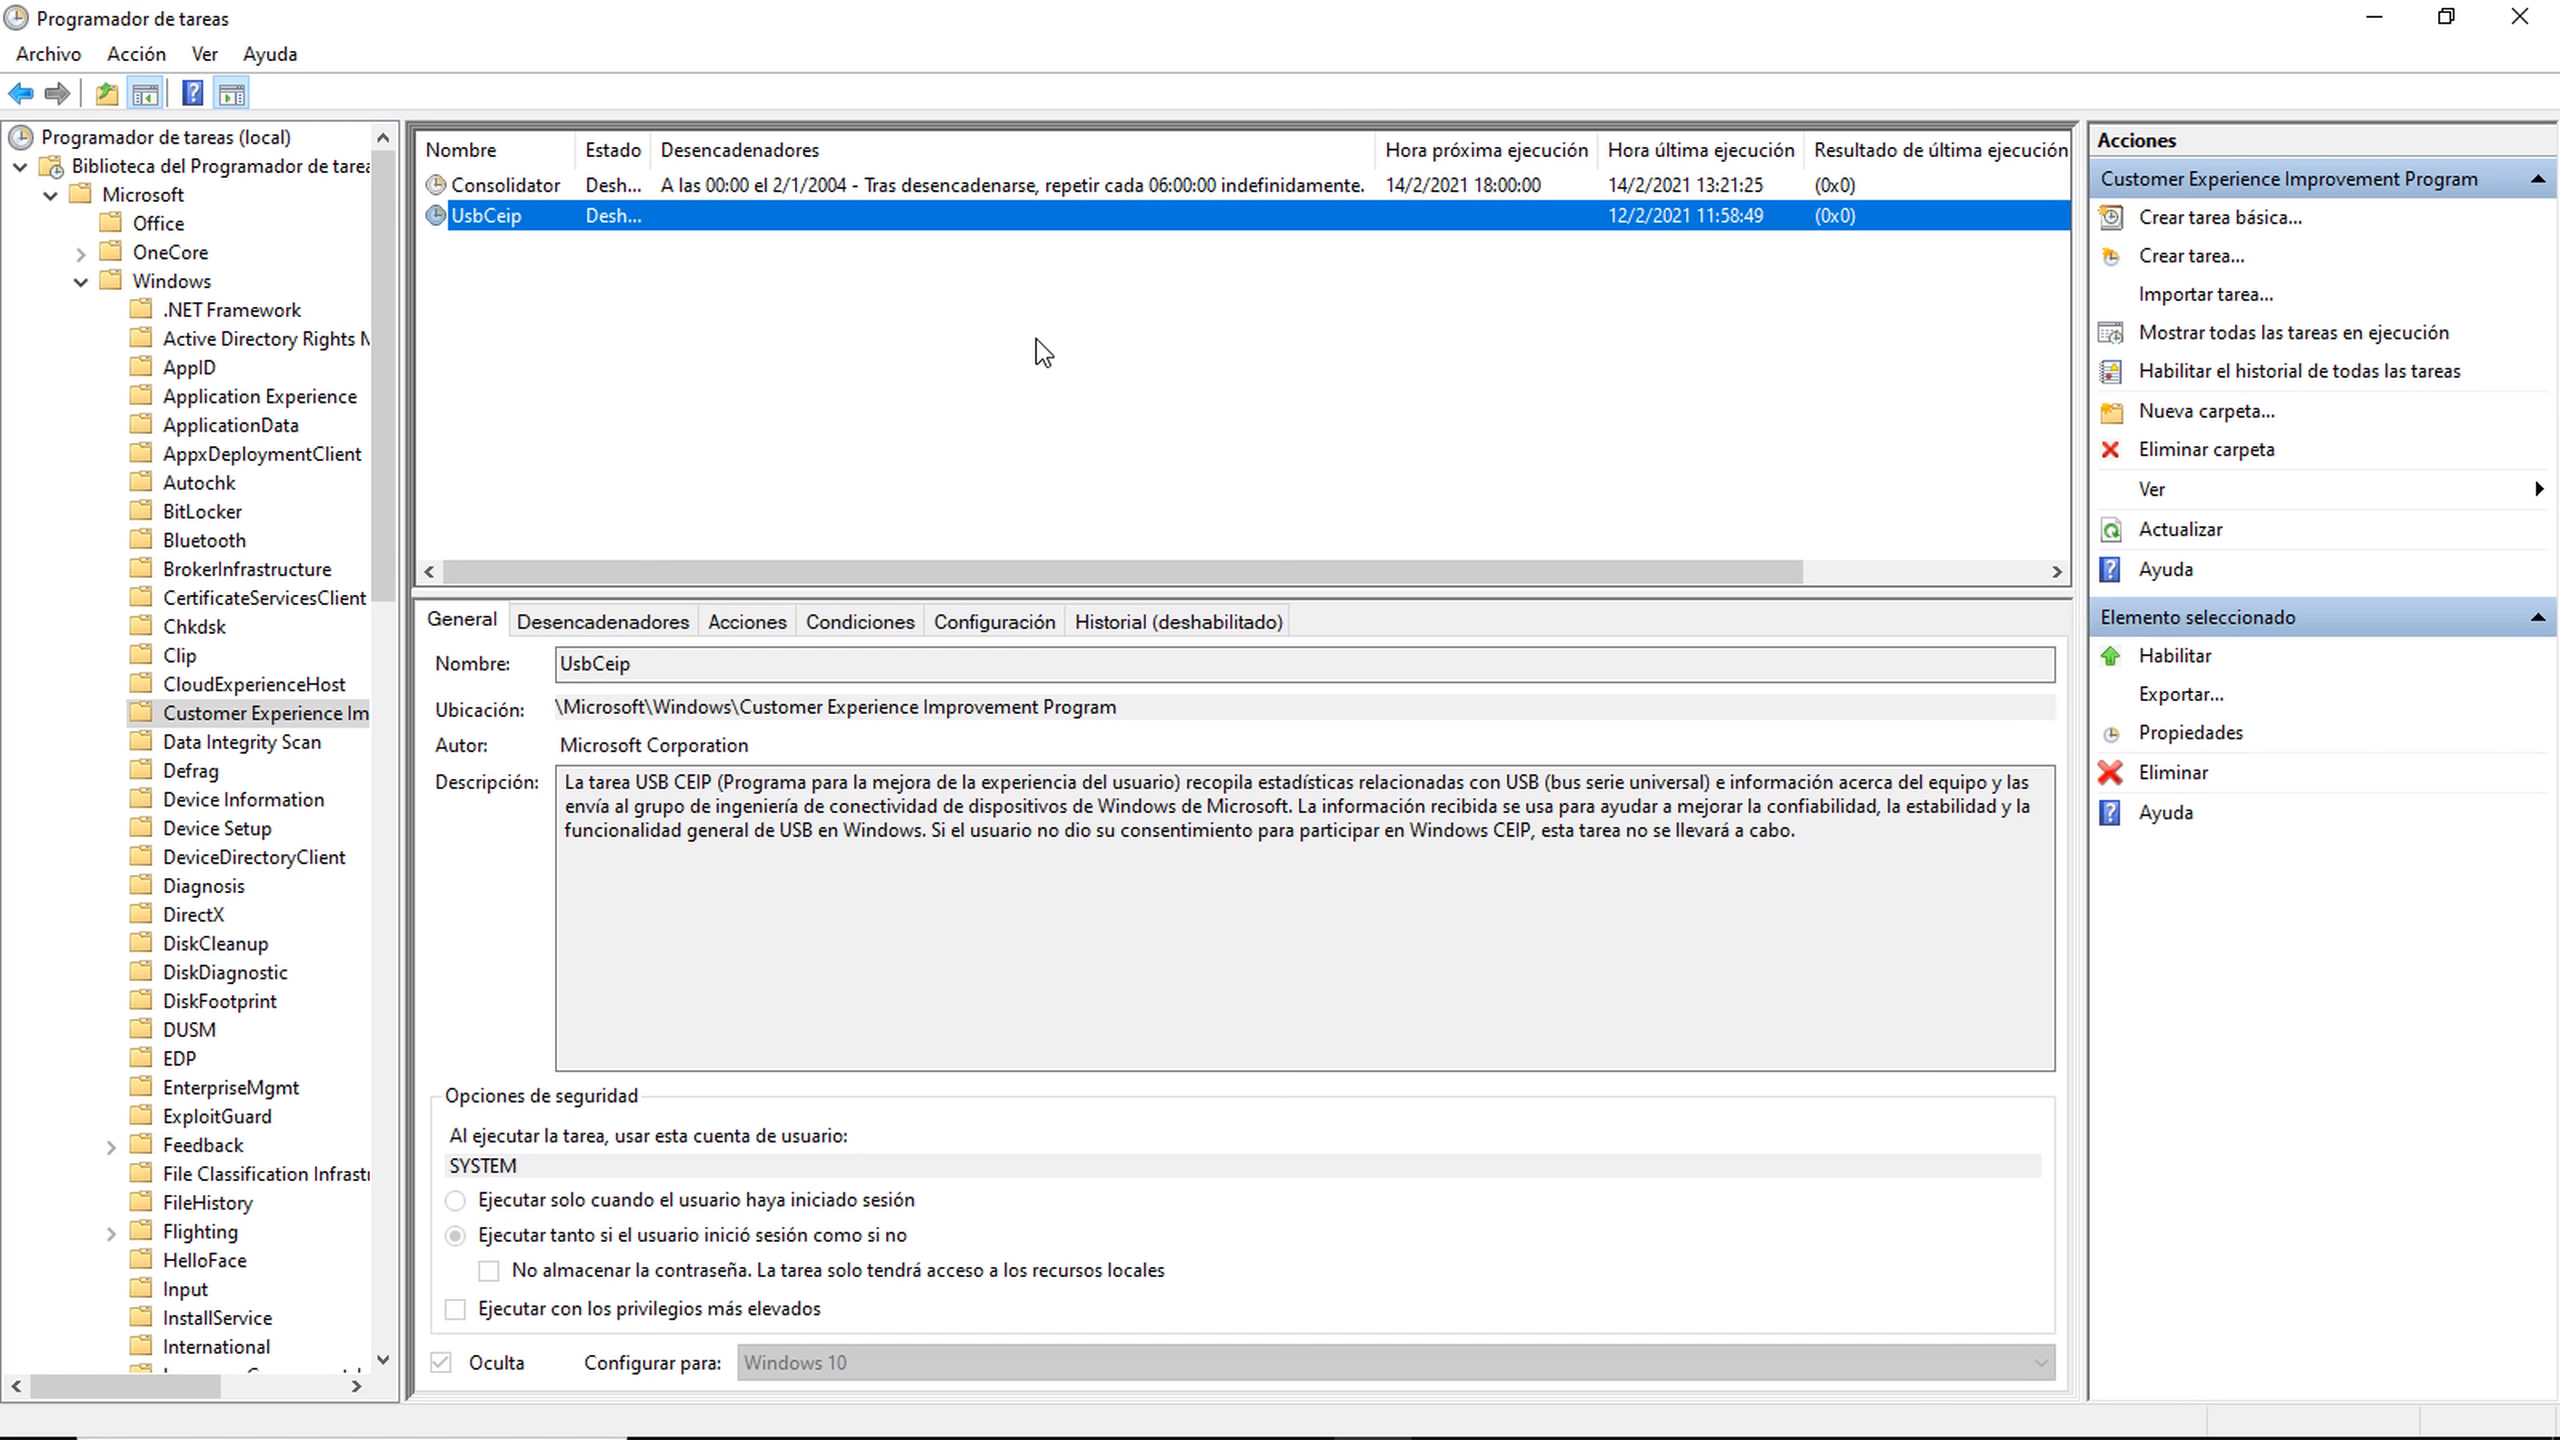 Programador de tareas
Archivo Acción Ver Ayuda
Programador de tareas (local)
Biblioteca del Programador de tarea
Microsoft
Office
OneCore
Windows
.NET Framework
Active Directory Rights M
AppID
Application Experience
ApplicationData
AppxDeploymentClient
Autochk
BitLocker
Bluetooth
BrokerInfrastructure
CertificateServicesClient
Chkdsk
Clip
CloudExperienceHost
Customer Experience Im
Data Integrity Scan
Defrag
Device Information
Device Setup
DeviceDirectoryClient
Diagnosis
DirectX
DiskCleanup
DiskDiagnostic
DiskFootprint
DUSM
EDP
EnterpriseMgmt
ExploitGuard
Feedback
File Classification Infrastr
FileHistory
Flighting
HelloFace
Input
InstallService
International
Nombre Estado Desencadenadores Hora próxima ejecución Hora última ejecución Resultado de última ejecución
Consolidator Desh... A las 00:00 el 2/1/2004 - Tras desencadenarse, repetir cada 06:00:00 indefinidamente. 14/2/2021 18:00:00 14/2/2021 13:21:25 (0x0)
UsbCeip Desh... 12/2/2021 11:58:49 (0x0)
General Desencadenadores Acciones Condiciones Configuración Historial (deshabilitado)
Nombre: UsbCeip
Ubicación: \Microsoft\Windows\Customer Experience Improvement Program
Autor: Microsoft Corporation
Descripción: La tarea USB CEIP (Programa para la mejora de la experiencia del usuario) recopila estadísticas relacionadas con USB (bus serie universal) e información acerca del equipo y las
envía al grupo de ingeniería de conectividad de dispositivos de Windows de Microsoft. La información recibida se usa para ayudar a mejorar la confiabilidad, la estabilidad y la
funcionalidad general de USB en Windows. Si el usuario no dio su consentimiento para participar en Windows CEIP, esta tarea no se llevará a cabo.
Opciones de seguridad
Al ejecutar la tarea, usar esta cuenta de usuario:
SYSTEM
Ejecutar solo cuando el usuario haya iniciado sesión
Ejecutar tanto si el usuario inició sesión como si no
No almacenar la contraseña. La tarea solo tendrá acceso a los recursos locales
Ejecutar con los privilegios más elevados
Oculta Configurar para: Windows 10
Acciones
Customer Experience Improvement Program
Crear tarea básica...
Crear tarea...
Importar tarea...
Mostrar todas las tareas en ejecución
Habilitar el historial de todas las tareas
Nueva carpeta...
Eliminar carpeta
Ver
Actualizar
Ayuda
Elemento seleccionado
Habilitar
Exportar...
Propiedades
Eliminar
Ayuda